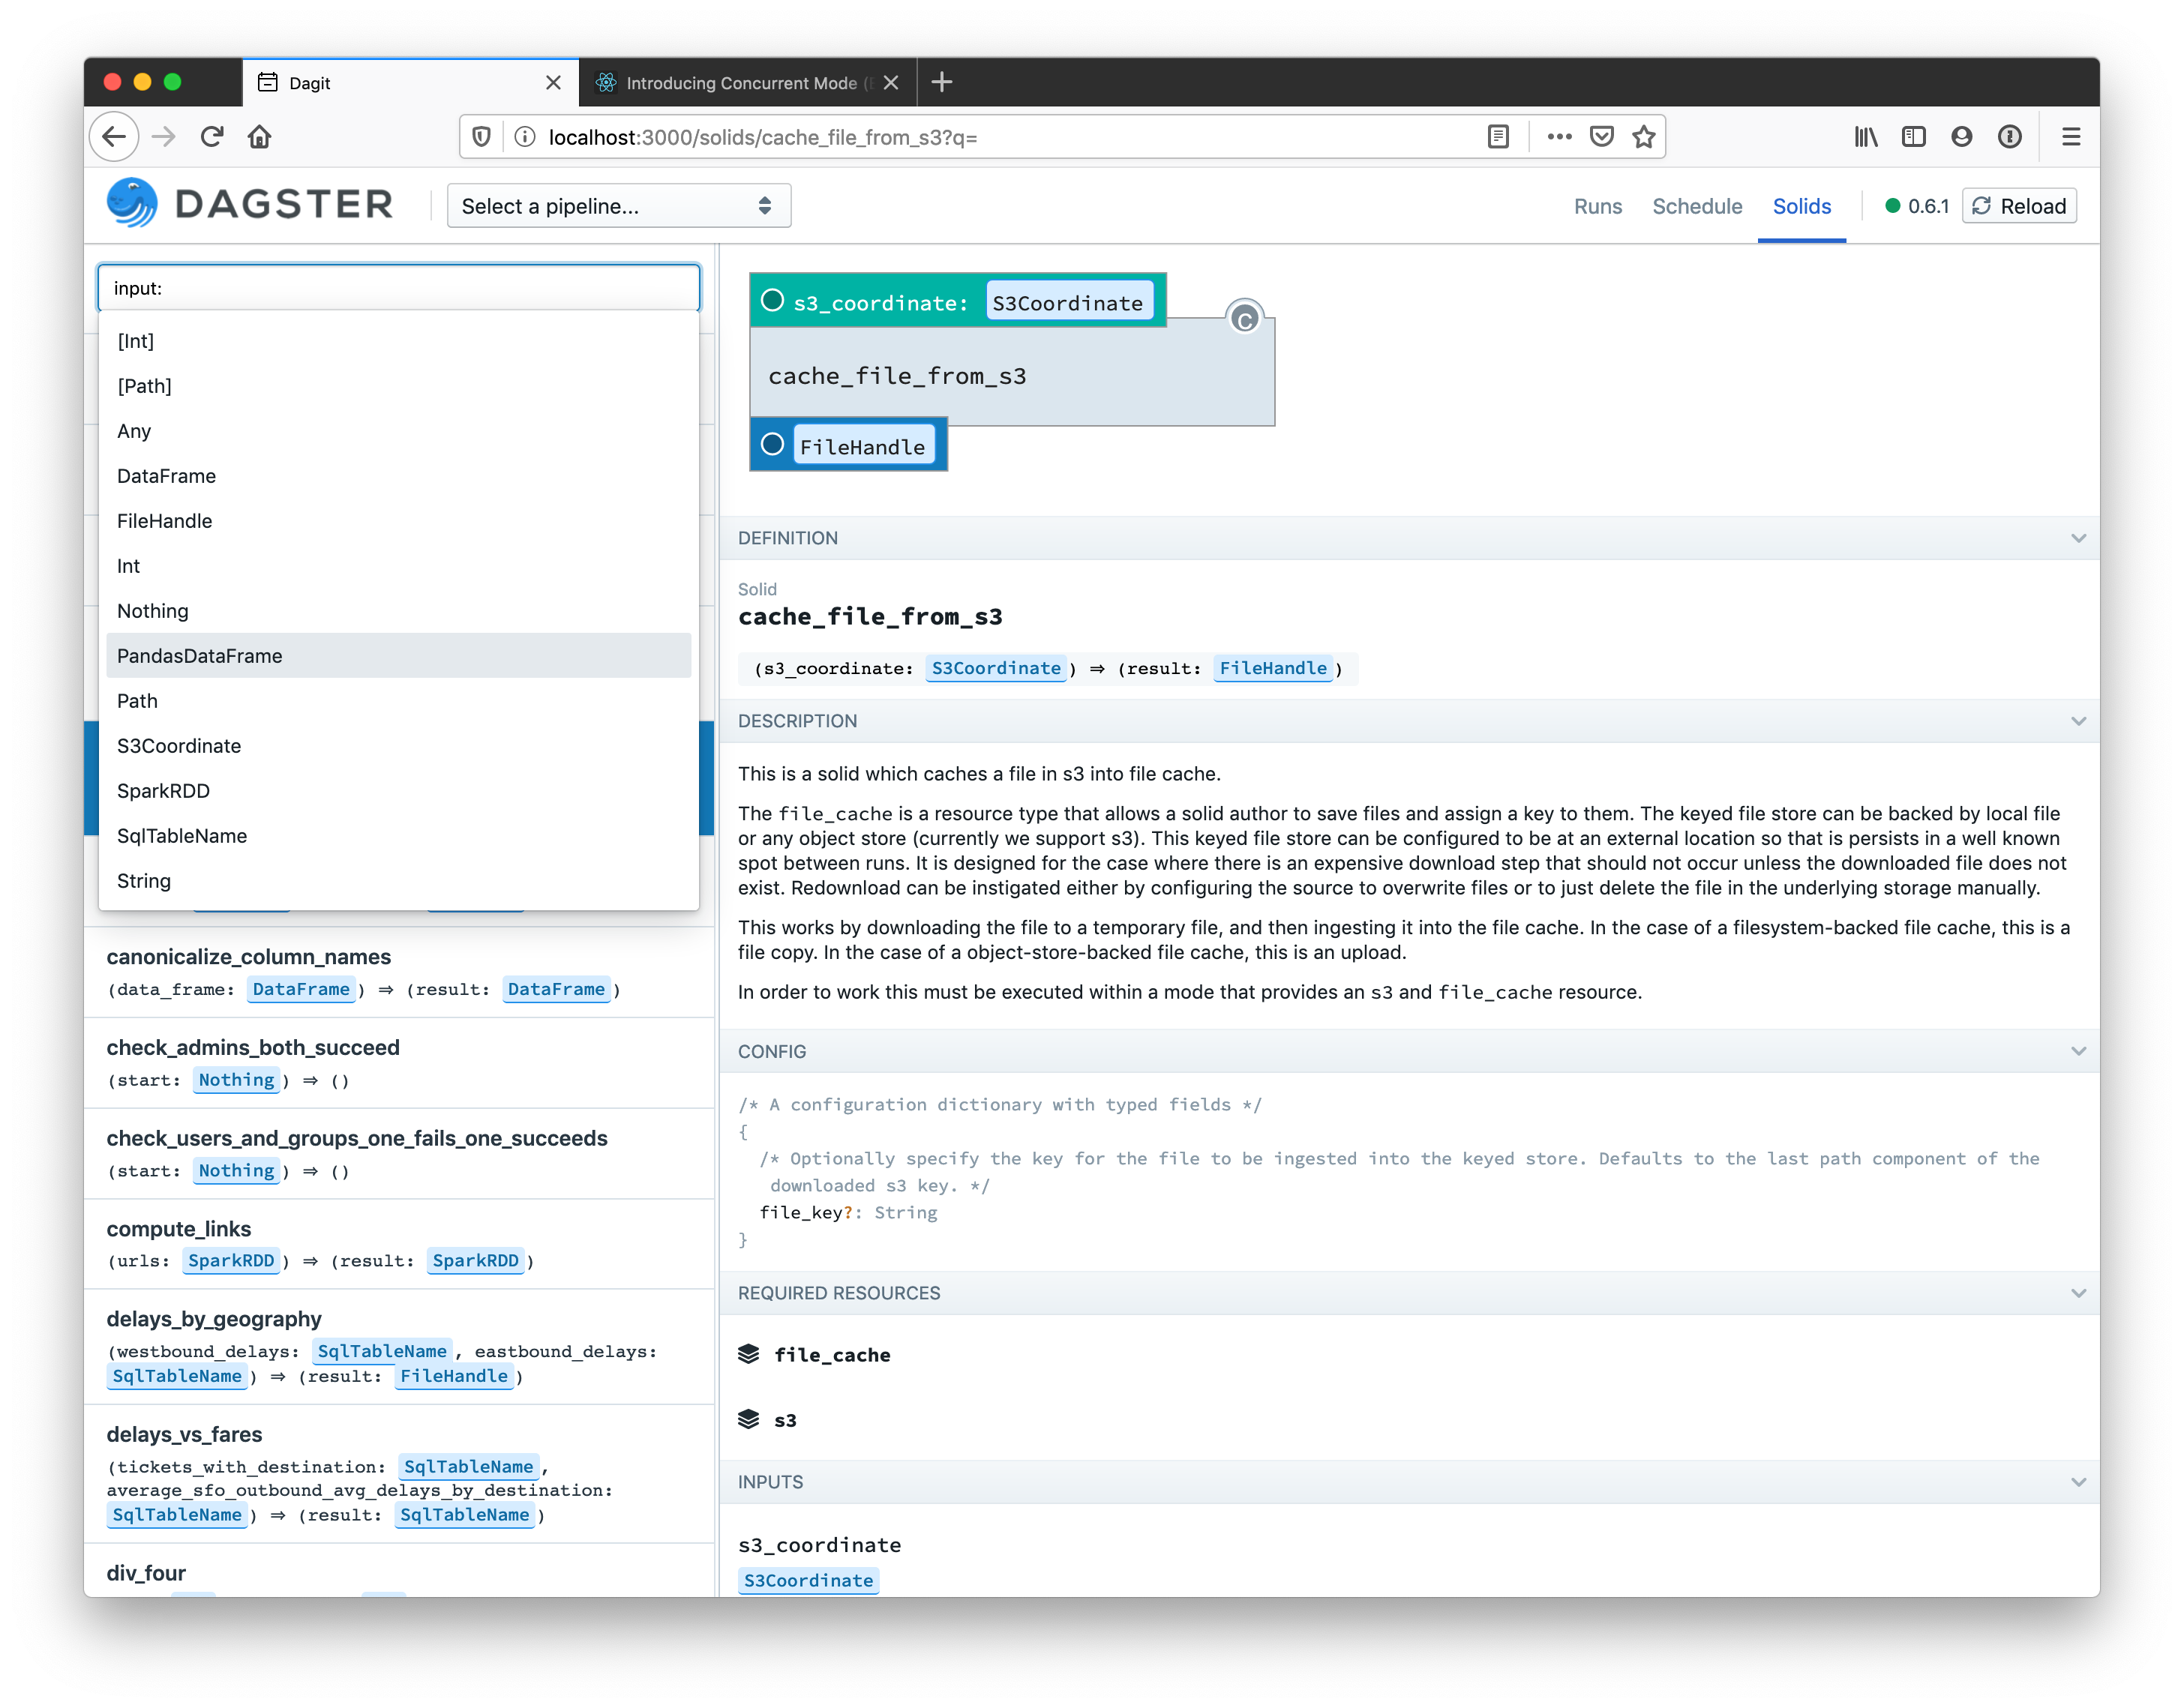 Dagit
Introducing Concurrent Mode (
localhost:3000/solids/cache_file_from_s3?q=
DAGSTER
Select a pipeline...
Runs
Schedule
Solids
0.6.1
Reload
input:
[Int]
[Path]
Any
DataFrame
FileHandle
Int
Nothing
PandasDataFrame
Path
S3Coordinate
SparkRDD
SqlTableName
String
canonicalize_column_names
(data_frame: DataFrame) ⇒ (result: DataFrame)
check_admins_both_succeed
(start: Nothing) ⇒ ()
check_users_and_groups_one_fails_one_succeeds
(start: Nothing) ⇒ ()
compute_links
(urls: SparkRDD) ⇒ (result: SparkRDD)
delays_by_geography
(westbound_delays: SqlTableName, eastbound_delays:
SqlTableName) ⇒ (result: FileHandle)
delays_vs_fares
(tickets_with_destination: SqlTableName,
average_sfo_outbound_avg_delays_by_destination:
SqlTableName) ⇒ (result: SqlTableName)
div_four
s3_coordinate: S3Coordinate
C
cache_file_from_s3
FileHandle
DEFINITION
Solid
cache_file_from_s3
(s3_coordinate: S3Coordinate) ⇒ (result: FileHandle)
DESCRIPTION
This is a solid which caches a file in s3 into file cache.
The file_cache is a resource type that allows a solid author to save files and assign a key to them. The keyed file store can be backed by local file
or any object store (currently we support s3). This keyed file store can be configured to be at an external location so that is persists in a well known
spot between runs. It is designed for the case where there is an expensive download step that should not occur unless the downloaded file does not
exist. Redownload can be instigated either by configuring the source to overwrite files or to just delete the file in the underlying storage manually.
This works by downloading the file to a temporary file, and then ingesting it into the file cache. In the case of a filesystem-backed file cache, this is a
file copy. In the case of a object-store-backed file cache, this is an upload.
In order to work this must be executed within a mode that provides an s3 and file_cache resource.
CONFIG
/* A configuration dictionary with typed fields */
{
/* Optionally specify the key for the file to be ingested into the keyed store. Defaults to the last path component of the
downloaded s3 key. */
file_key?: String
}
REQUIRED RESOURCES
file_cache
s3
INPUTS
s3_coordinate
S3Coordinate